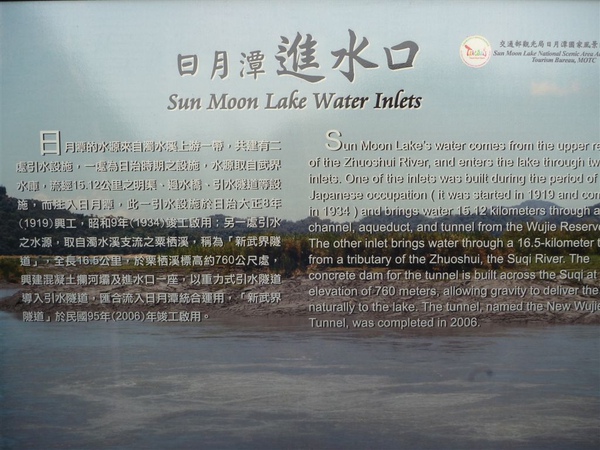 日月潭 進水口
Sun Moon Lake Water Inlets
交通部觀光局日月潭國家風景
Sun Moon Lake National Scenic Area
Tourism Bureau, MOTC
日月潭的水源來自濁水溪上游一帶，共建有二
處引水設施，一處為日治時期之設施，水源取自武界
水庫，流經15.12公里之明渠、過水橋、引水隧道等設
施，而注入日月潭，此一引水設施於日治大正8年
(1919)興工，昭和9年(1934)竣工啟用；另一處引水
之水源，取自濁水溪支流之栗栖溪，稱為「新武界隧
道」，全長16.5公里，於栗栖溪標高約760公尺處，
興建混凝土攔河壩及進水口一座，以重力式引水隧道
導入引水隧道，匯合流入日月潭統合運用，「新武界
隧道」於民國95年(2006)年竣工啟用。
Sun Moon Lake's water comes from the upper re
of the Zhuoshui River, and enters the lake through tw
inlets. One of the inlets was built during the period of
Japanese occupation ( it was started in 1919 and com
in 1934 ) and brings water 15.12 kilometers through a
channel, aqueduct, and tunnel from the Wujie Reserv
The other inlet brings water through a 16.5-kilometer t
from a tributary of the Zhuoshui, the Suqi River. The
concrete dam for the tunnel is built across the Suqi at
elevation of 760 meters, allowing gravity to deliver the
naturally to the lake. The tunnel, named the New Wujie
Tunnel, was completed in 2006.